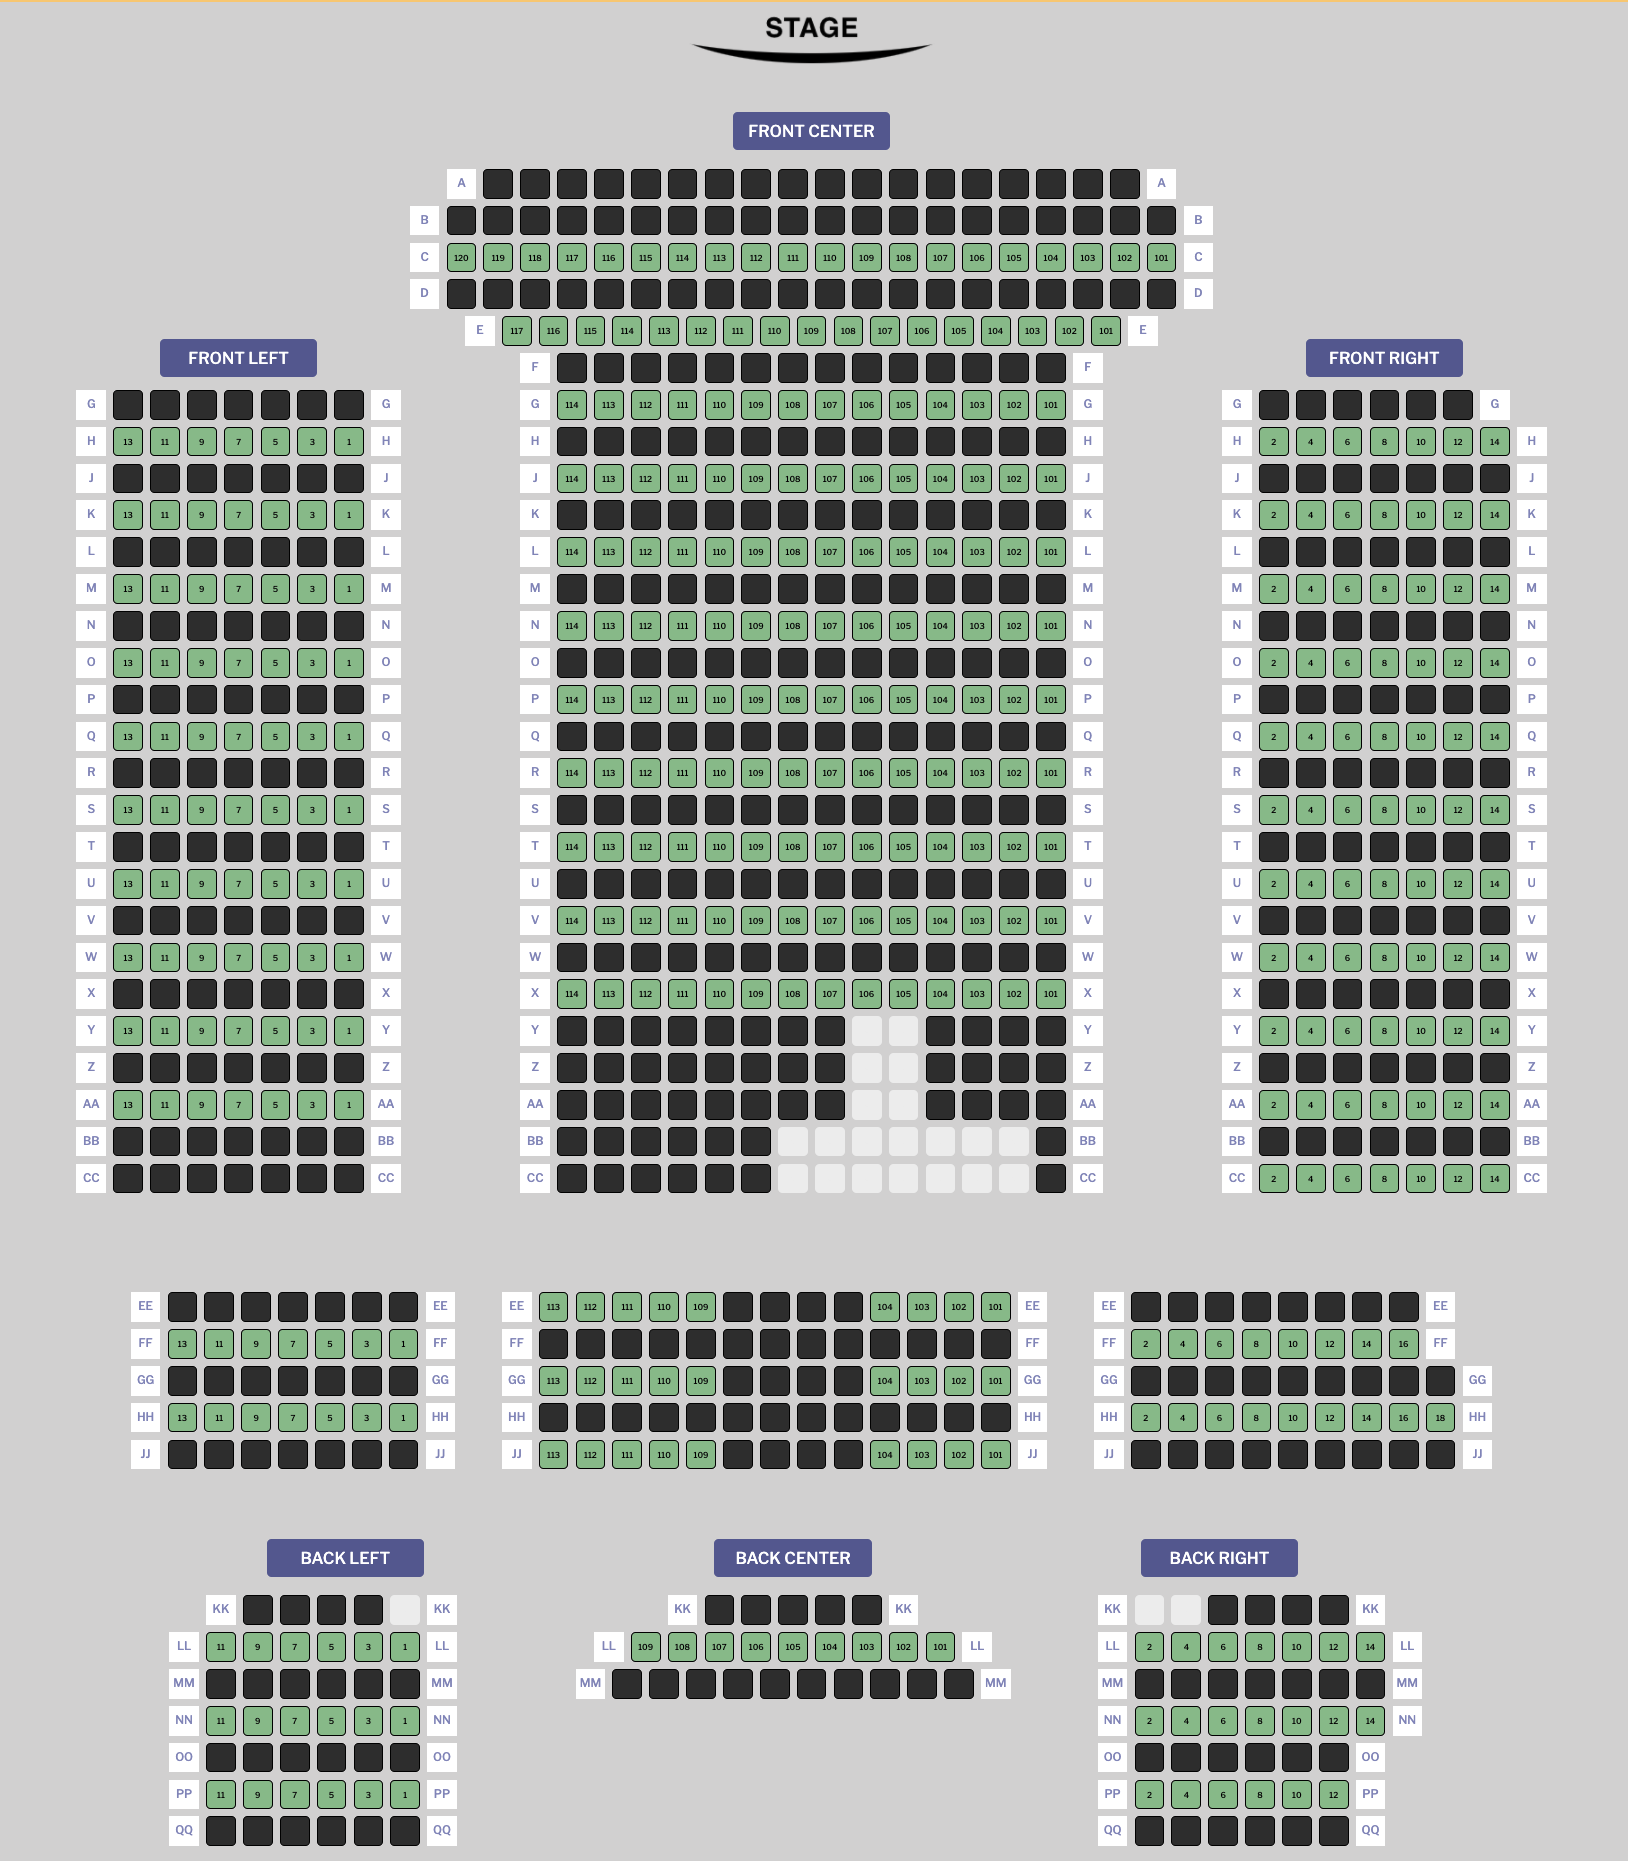 STAGE
FRONT CENTER
A A
B B
C 120 119 118 117 116 115 114 113 112 111 110 109 108 107 106 105 104 103 102 101 C
D D
E 117 116 115 114 113 112 111 110 109 108 107 106 105 104 103 102 101 E
FRONT LEFT FRONT RIGHT
F F
G G G G G 114 113 112 111 110 109 108 107 106 105 104 103 102 101 G G G
H 13 11 9 7 5 3 1 H H H H 2 4 6 8 10 12 14 H
J J J 114 113 112 111 110 109 108 107 106 105 104 103 102 101 J J J
K 13 11 9 7 5 3 1 K K K K 2 4 6 8 10 12 14 K
L L L 114 113 112 111 110 109 108 107 106 105 104 103 102 101 L L L
M 13 11 9 7 5 3 1 M M M M 2 4 6 8 10 12 14 M
N N N 114 113 112 111 110 109 108 107 106 105 104 103 102 101 N N N
O 13 11 9 7 5 3 1 O O O O 2 4 6 8 10 12 14 O
P P P 114 113 112 111 110 109 108 107 106 105 104 103 102 101 P P P
Q 13 11 9 7 5 3 1 Q Q Q Q 2 4 6 8 10 12 14 Q
R R R 114 113 112 111 110 109 108 107 106 105 104 103 102 101 R R R
S 13 11 9 7 5 3 1 S S S S 2 4 6 8 10 12 14 S
T T T 114 113 112 111 110 109 108 107 106 105 104 103 102 101 T T T
U 13 11 9 7 5 3 1 U U U U 2 4 6 8 10 12 14 U
V V V 114 113 112 111 110 109 108 107 106 105 104 103 102 101 V V V
W 13 11 9 7 5 3 1 W W W W 2 4 6 8 10 12 14 W
X X X 114 113 112 111 110 109 108 107 106 105 104 103 102 101 X X X
Y 13 11 9 7 5 3 1 Y Y Y Y 2 4 6 8 10 12 14 Y
Z Z Z Z Z Z
AA 13 11 9 7 5 3 1 AA AA AA AA 2 4 6 8 10 12 14 AA
BB BB BB BB BB BB
CC CC CC CC CC 2 4 6 8 10 12 14 CC
EE EE EE 113 112 111 110 109 104 103 102 101 EE EE EE
FF 13 11 9 7 5 3 1 FF FF FF FF 2 4 6 8 10 12 14 16 FF
GG GG GG 113 112 111 110 109 104 103 102 101 GG GG GG
HH 13 11 9 7 5 3 1 HH HH HH HH 2 4 6 8 10 12 14 16 18 HH
JJ JJ JJ 113 112 111 110 109 104 103 102 101 JJ JJ JJ
BACK LEFT BACK CENTER BACK RIGHT
KK KK KK KK KK KK
LL 11 9 7 5 3 1 LL LL 109 108 107 106 105 104 103 102 101 LL LL 2 4 6 8 10 12 14 LL
MM MM MM MM MM MM
NN 11 9 7 5 3 1 NN NN 2 4 6 8 10 12 14 NN
OO OO OO OO
PP 11 9 7 5 3 1 PP PP 2 4 6 8 10 12 PP
QQ QQ QQ QQ